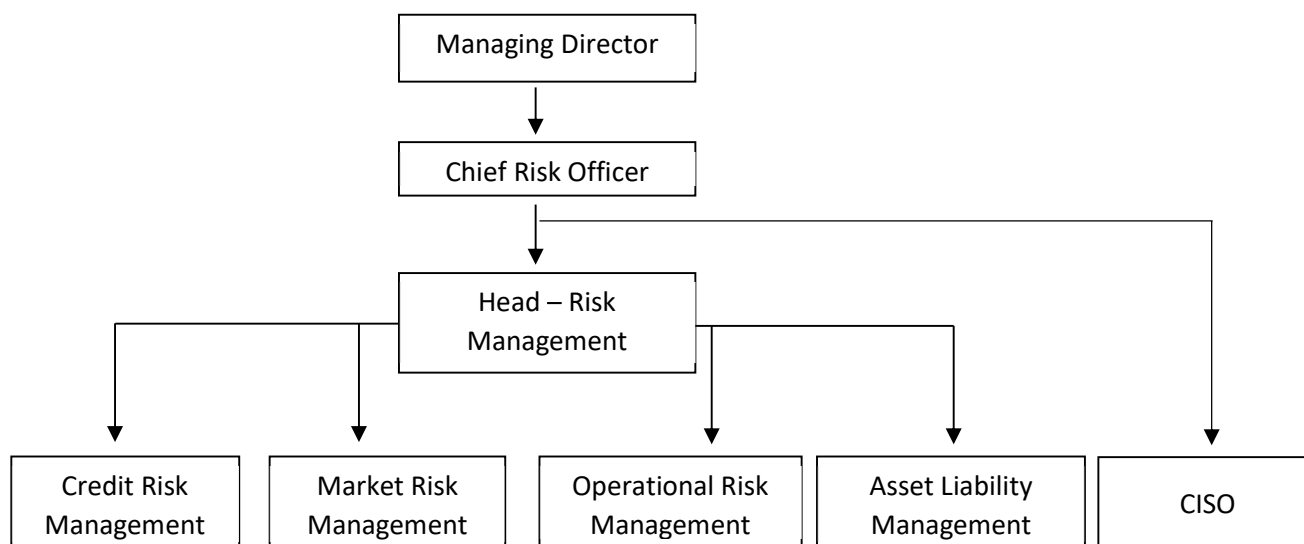 Managing Director
Chief Risk Officer
Head – Risk
Management
Credit Risk
Management
Market Risk
Management
Operational Risk
Management
Asset Liability
Management
CISO